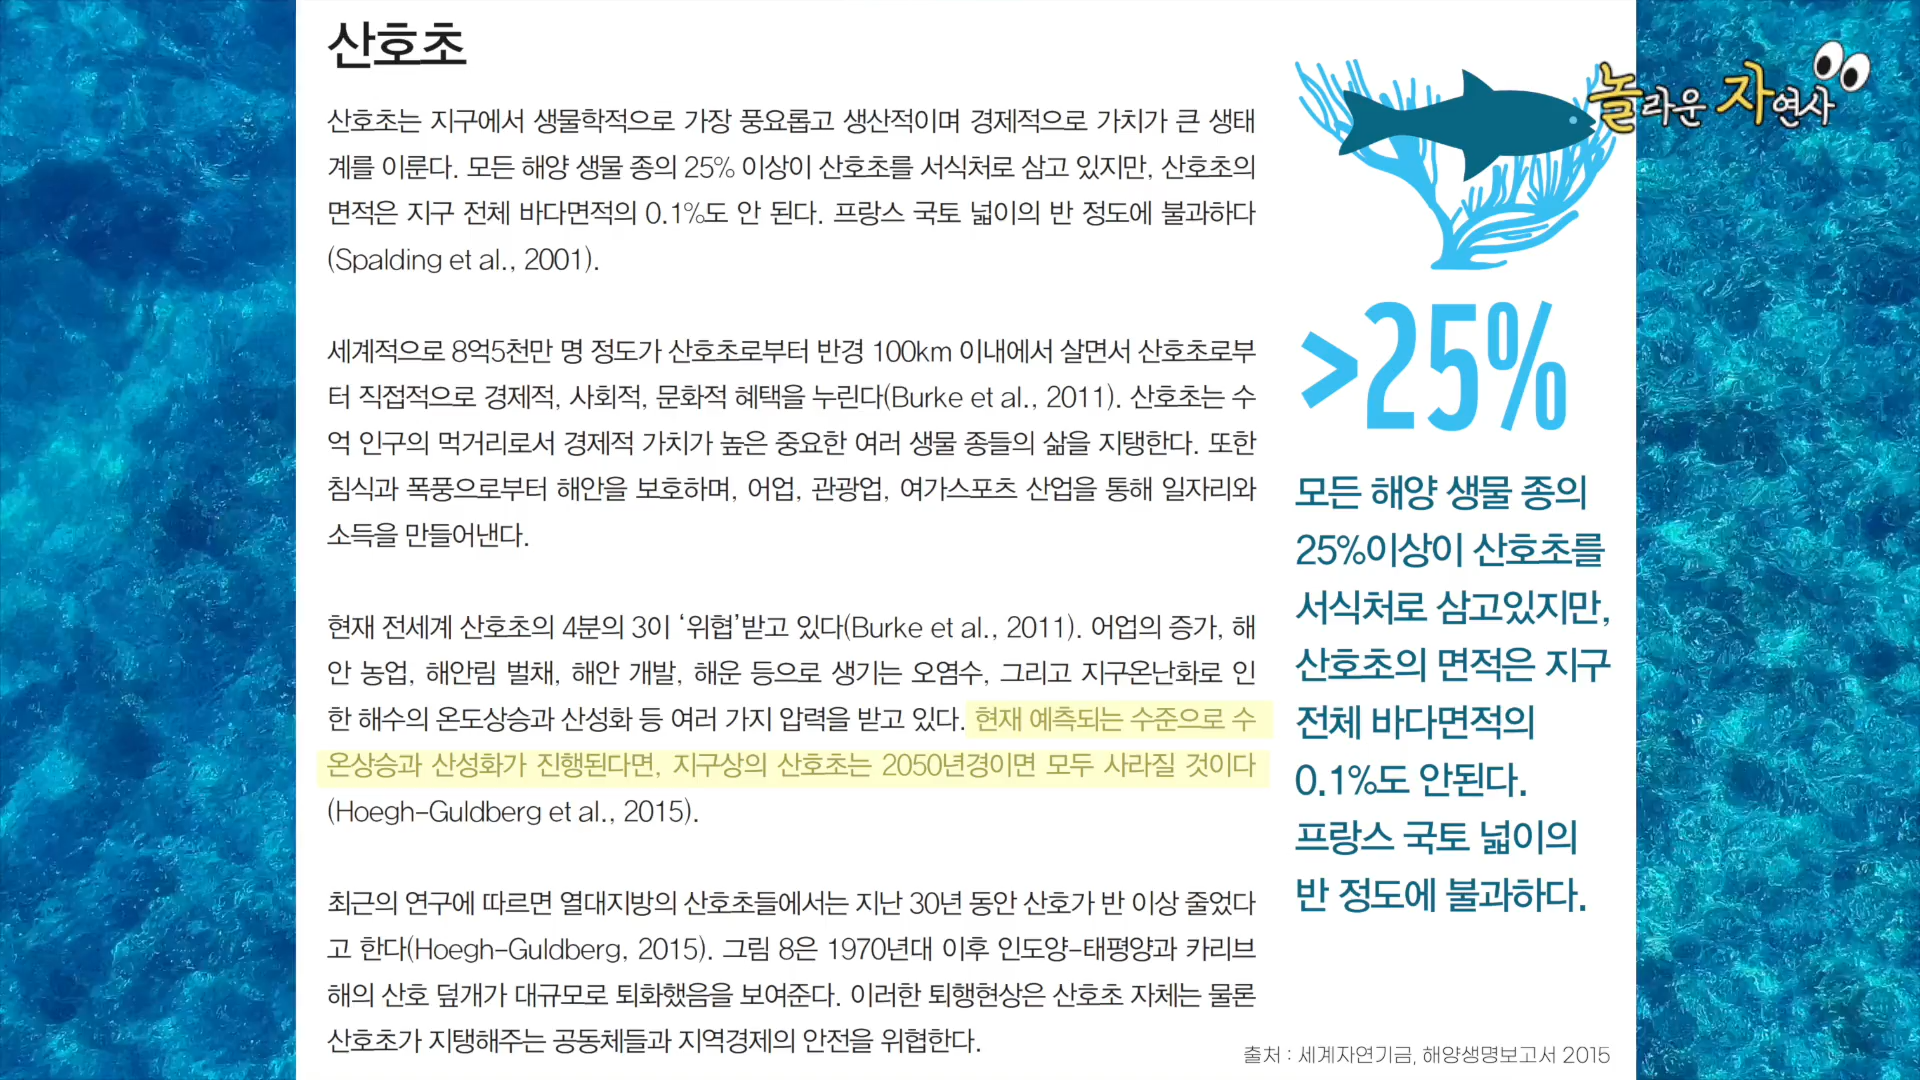 산호초
산호초는 지구에서 생물학적으로 가장 풍요롭고 생산적이며 경제적으로 가치가 큰 생태
계를 이룬다. 모든 해양 생물 종의 25% 이상이 산호초를 서식처로 삼고 있지만, 산호초의
면적은 지구 전체 바다면적의 0.1%도 안 된다. 프랑스 국토 넓이의 반 정도에 불과하다
(Spalding et al., 2001).
세계적으로 8억5천만 명 정도가 산호초로부터 반경 100km 이내에서 살면서 산호초로부
터 직접적으로 경제적, 사회적, 문화적 혜택을 누린다(Burke et al., 2011). 산호초는 수
억 인구의 먹거리로서 경제적 가치가 높은 중요한 여러 생물 종들의 삶을 지탱한다. 또한
침식과 폭풍으로부터 해안을 보호하며, 어업, 관광업, 여가스포츠 산업을 통해 일자리와
소득을 만들어낸다.
현재 전세계 산호초의 4분의 3이 ‘위협’받고 있다(Burke et al., 2011). 어업의 증가, 해
안 농업, 해안림 벌채, 해안 개발, 해운 등으로 생기는 오염수, 그리고 지구온난화로 인
한 해수의 온도상승과 산성화 등 여러 가지 압력을 받고 있다. 현재 예측되는 수준으로 수
온상승과 산성화가 진행된다면, 지구상의 산호초는 2050년경이면 모두 사라질 것이다
(Hoegh-Guldberg et al., 2015).
최근의 연구에 따르면 열대지방의 산호초들에서는 지난 30년 동안 산호가 반 이상 줄었다
고 한다(Hoegh-Guldberg, 2015). 그림 8은 1970년대 이후 인도양-태평양과 카리브
해의 산호 덮개가 대규모로 퇴화했음을 보여준다. 이러한 퇴행현상은 산호초 자체는 물론
산호초가 지탱해주는 공동체들과 지역경제의 안전을 위협한다.
놀라운 자연사
>25%
모든 해양 생물 종의
25%이상이 산호초를
서식처로 삼고있지만,
산호초의 면적은 지구
전체 바다면적의
0.1%도 안된다.
프랑스 국토 넓이의
반 정도에 불과하다.
출처 : 세계자연기금, 해양생명보고서 2015